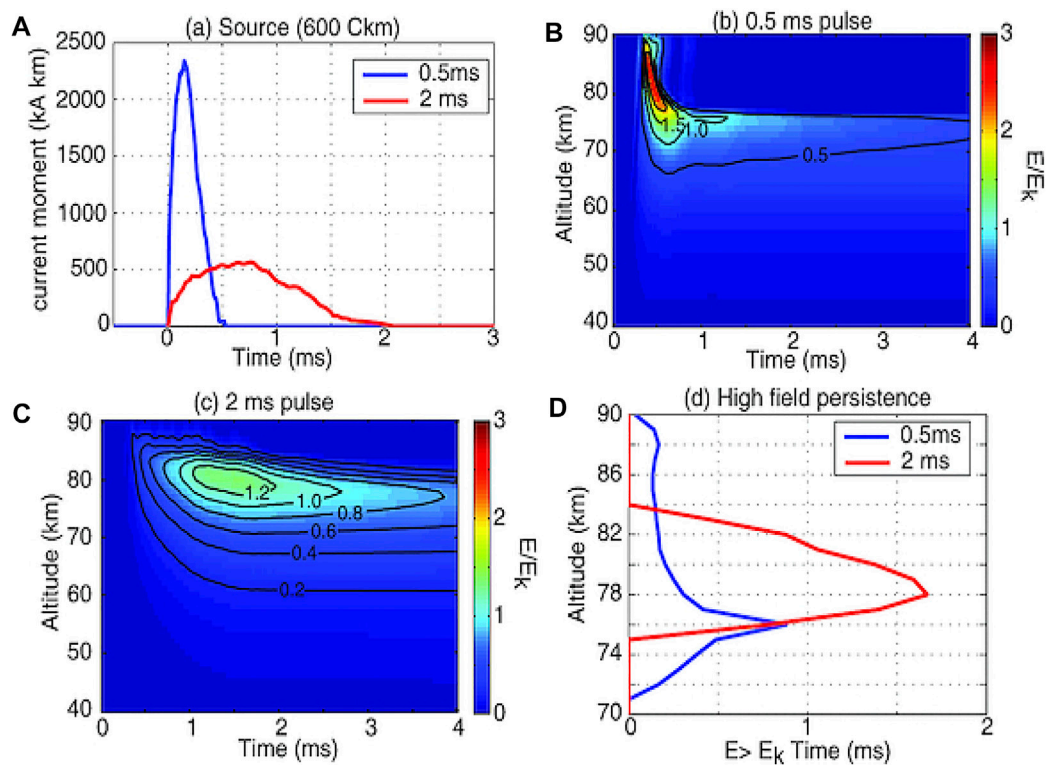 A
(a) Source (600 Ckm)
2500
2000
1500
1000
500
0
current moment (kA km)
0.5ms
2 ms
0
1
2
3
Time (ms)
B
(b) 0.5 ms pulse
90
80
70
60
50
40
Altitude (km)
1.5
1.0
0.5
0
1
2
3
4
Time (ms)
3
2
1
0
E/Ek
C
(c) 2 ms pulse
90
80
70
60
50
40
Altitude (km)
1.2
1.0
0.8
0.6
0.4
0.2
0
1
2
3
4
Time (ms)
3
2
1
0
E/Ek
D
(d) High field persistence
90
86
82
78
74
70
Altitude (km)
0.5ms
2 ms
0
1
2
E> Ek Time (ms)